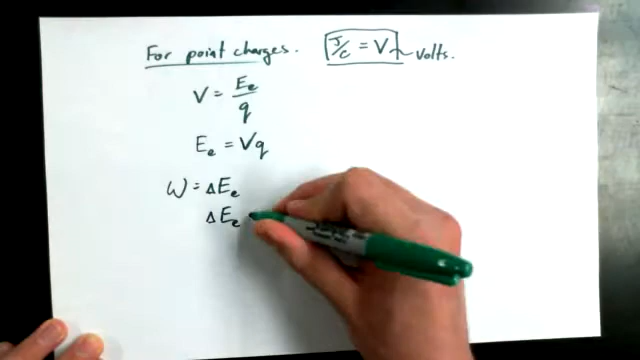 For point charges. J/C = V volts.
V = Ee/q
Ee = Vq
W = ΔEe
ΔEe